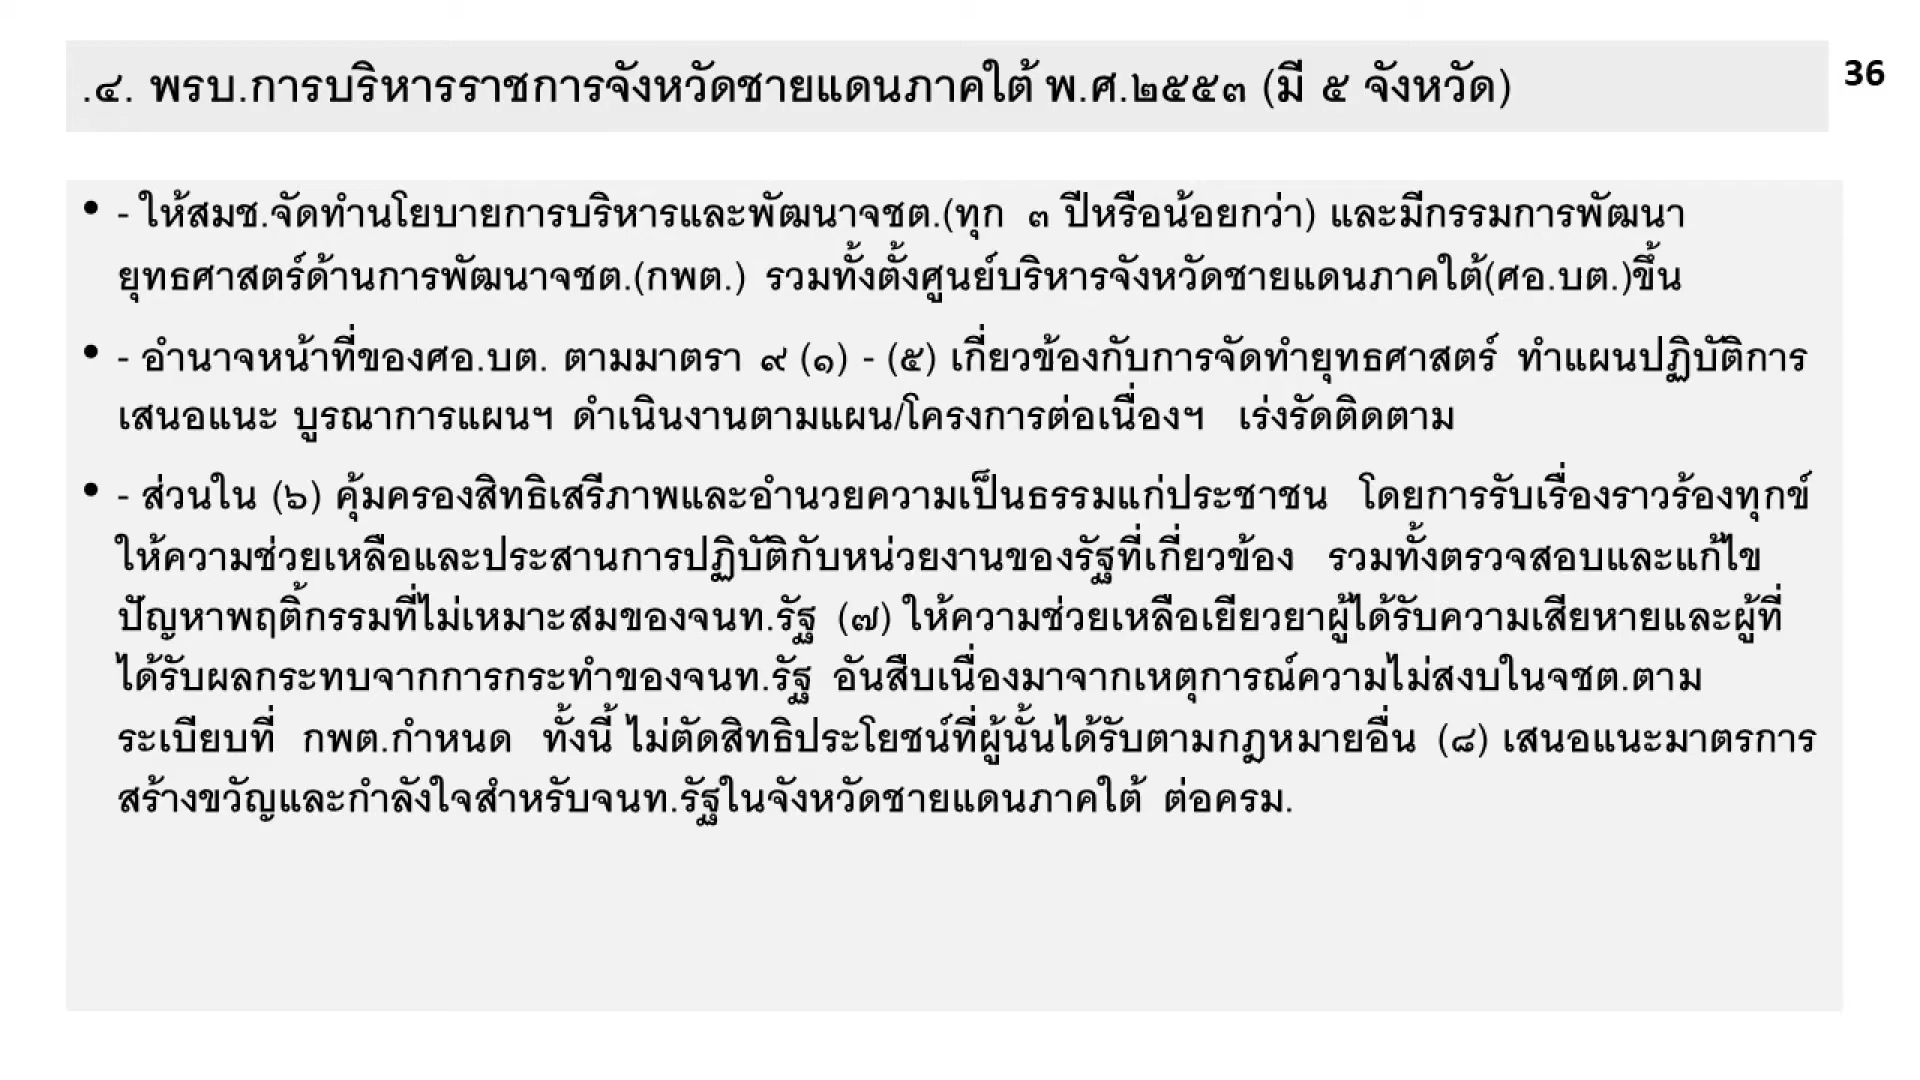 .๔. พรบ.การบริหารราชการจังหวัดชายแดนภาคใต้ พ.ศ.๒๕๕๓ (มี ๕ จังหวัด)
36
• - ให้สมช.จัดทำนโยบายการบริหารและพัฒนาจชต.(ทุก ๓ ปีหรือน้อยกว่า) และมีกรรมการพัฒนา
ยุทธศาสตร์ด้านการพัฒนาจชต.(กพต.) รวมทั้งตั้งศูนย์บริหารจังหวัดชายแดนภาคใต้(ศอ.บต.)ขึ้น
• - อำนาจหน้าที่ของศอ.บต. ตามมาตรา ๙ (๑) - (๕) เกี่ยวข้องกับการจัดทำยุทธศาสตร์ ทำแผนปฏิบัติการ
เสนอแนะ บูรณาการแผนฯ ดำเนินงานตามแผน/โครงการต่อเนื่องฯ เร่งรัดติดตาม
• - ส่วนใน (๖) คุ้มครองสิทธิเสรีภาพและอำนวยความเป็นธรรมแก่ประชาชน โดยการรับเรื่องราวร้องทุกข์
ให้ความช่วยเหลือและประสานการปฏิบัติกับหน่วยงานของรัฐที่เกี่ยวข้อง รวมทั้งตรวจสอบและแก้ไข
ปัญหาพฤติ้กรรมที่ไม่เหมาะสมของจนท.รัฐ (๗) ให้ความช่วยเหลือเยียวยาผู้ได้รับความเสียหายและผู้ที่
ได้รับผลกระทบจากการกระทำของจนท.รัฐ อันสืบเนื่องมาจากเหตุการณ์ความไม่สงบในจชต.ตาม
ระเบียบที่ กพต.กำหนด ทั้งนี้ ไม่ตัดสิทธิประโยชน์ที่ผู้นั้นได้รับตามกฎหมายอื่น (๘) เสนอแนะมาตรการ
สร้างขวัญและกำลังใจสำหรับจนท.รัฐในจังหวัดชายแดนภาคใต้ ต่อครม.